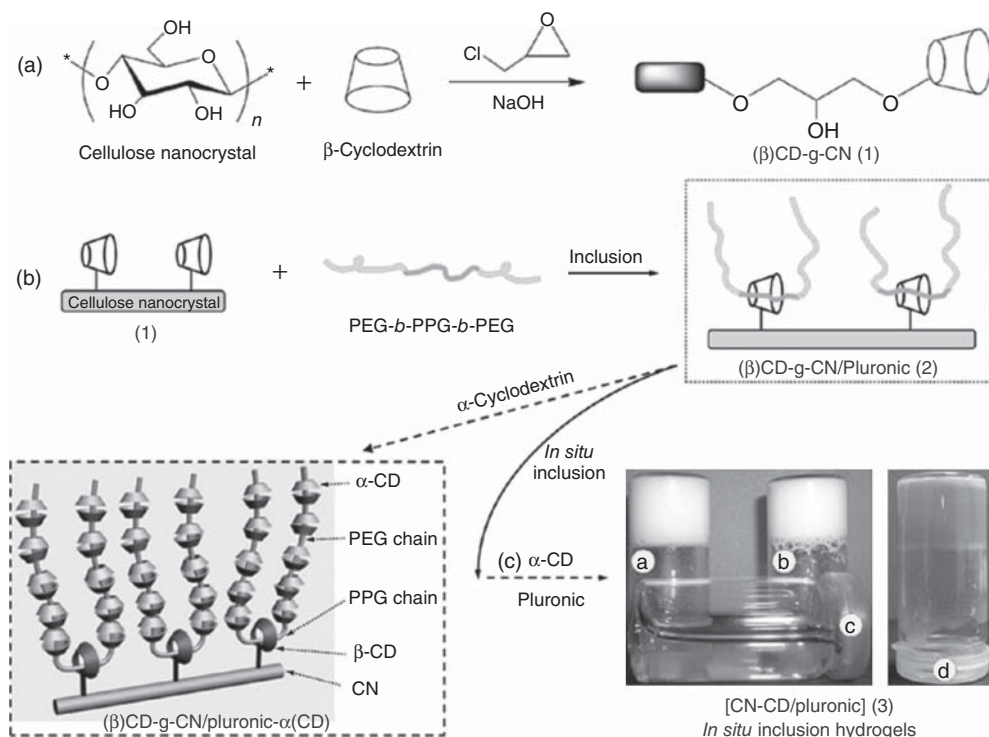 (a)
OH
O
*
O
HO
OH
*
n
Cellulose nanocrystal
+
β-Cyclodextrin
O
Cl
NaOH
O
OH
O
(β)CD-g-CN (1)
(b)
Cellulose nanocrystal
(1)
+
PEG-b-PPG-b-PEG
Inclusion
(β)CD-g-CN/Pluronic (2)
α-Cyclodextrin
In situ
inclusion
(c) α-CD
Pluronic
α-CD
PEG chain
PPG chain
β-CD
CN
(β)CD-g-CN/pluronic-α(CD)
a
b
c
d
[CN-CD/pluronic] (3)
In situ inclusion hydrogels